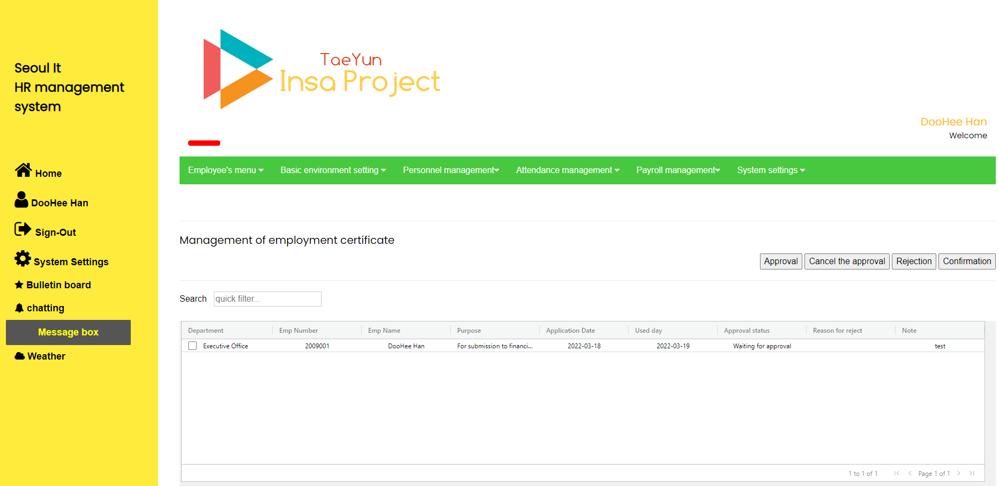 Seoul It
HR management
system
Home
DooHee Han
Sign-Out
System Settings
Bulletin board
chatting
Message box
Weather
TaeYun
Insa Project
DooHee Han
Welcome
Employee's menu Basic environment setting Personnel management Attendance management Payroll management System settings
Management of employment certificate
Approval Cancel the approval Rejection Confirmation
Search quick filter...
Department Emp Number Emp Name Purpose Application Date Used day Approval status Reason for reject Note
Executive Office 2009001 DooHee Han For submission to financi... 2022-03-18 2022-03-19 Waiting for approval test
1 to 1 of 1 Page 1 of 1